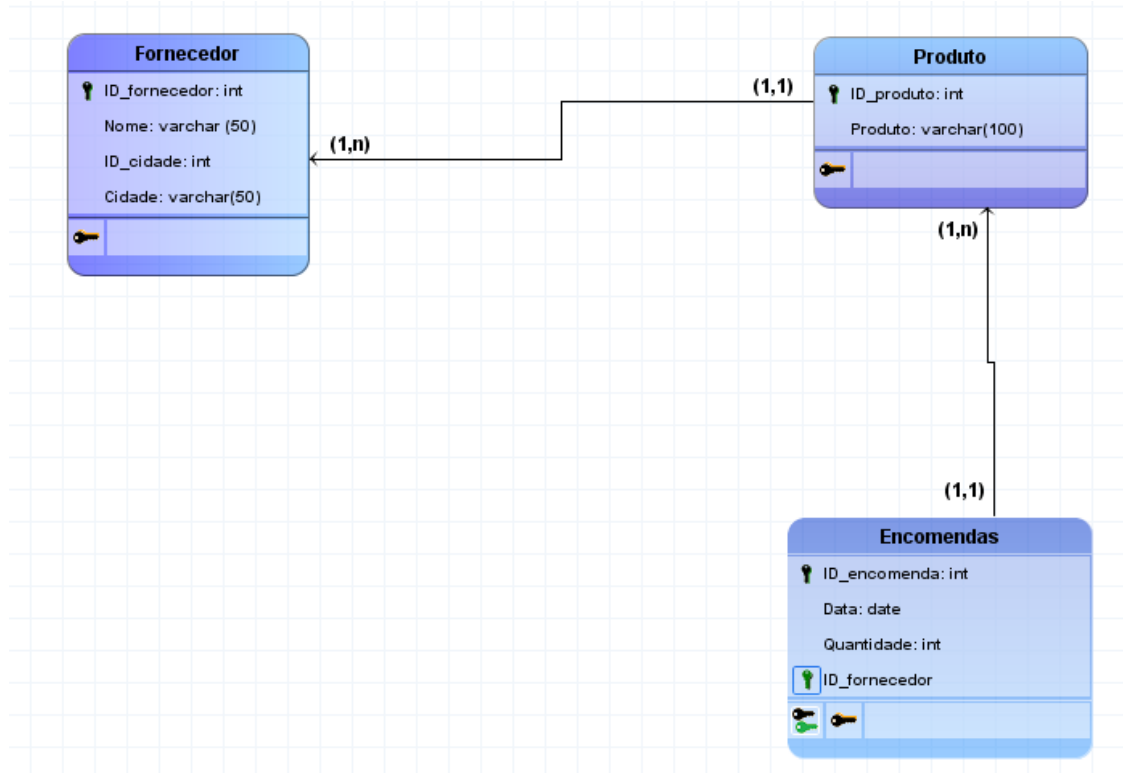 Fornecedor
ID_fornecedor: int
Nome: varchar (50)
ID_cidade: int
Cidade: varchar(50)
(1,n)
(1,1)
Produto
ID_produto: int
Produto: varchar(100)
(1,n)
(1,1)
Encomendas
ID_encomenda: int
Data: date
Quantidade: int
ID_fornecedor